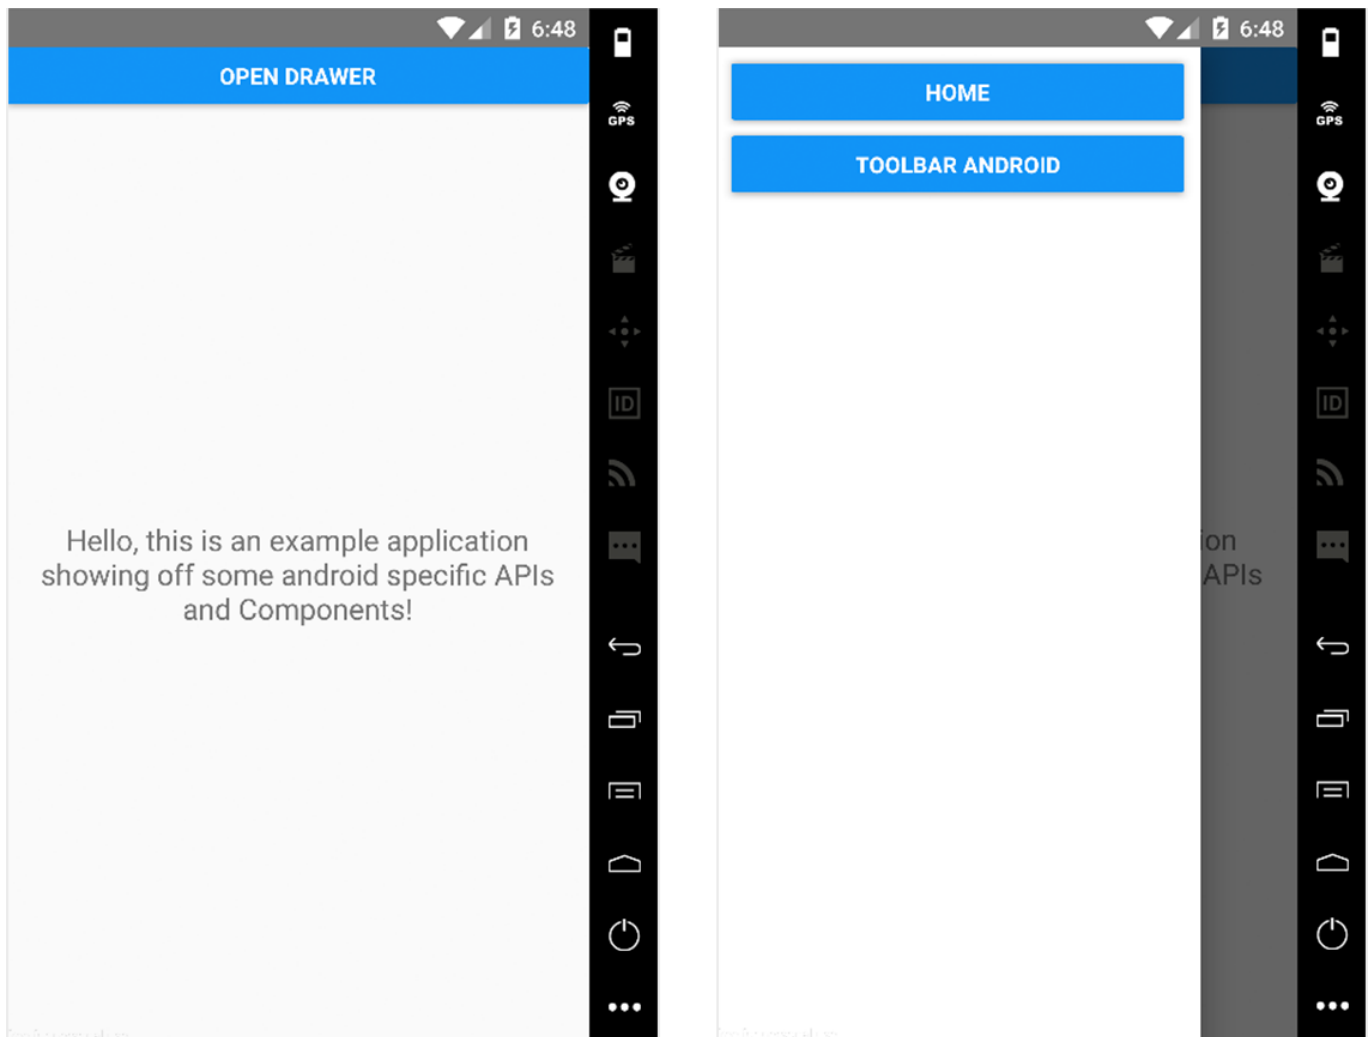 6:48
OPEN DRAWER
GPS
ID
Hello, this is an example application
showing off some android specific APIs
and Components!
6:48
HOME
GPS
TOOLBAR ANDROID
ID
ion
APIs